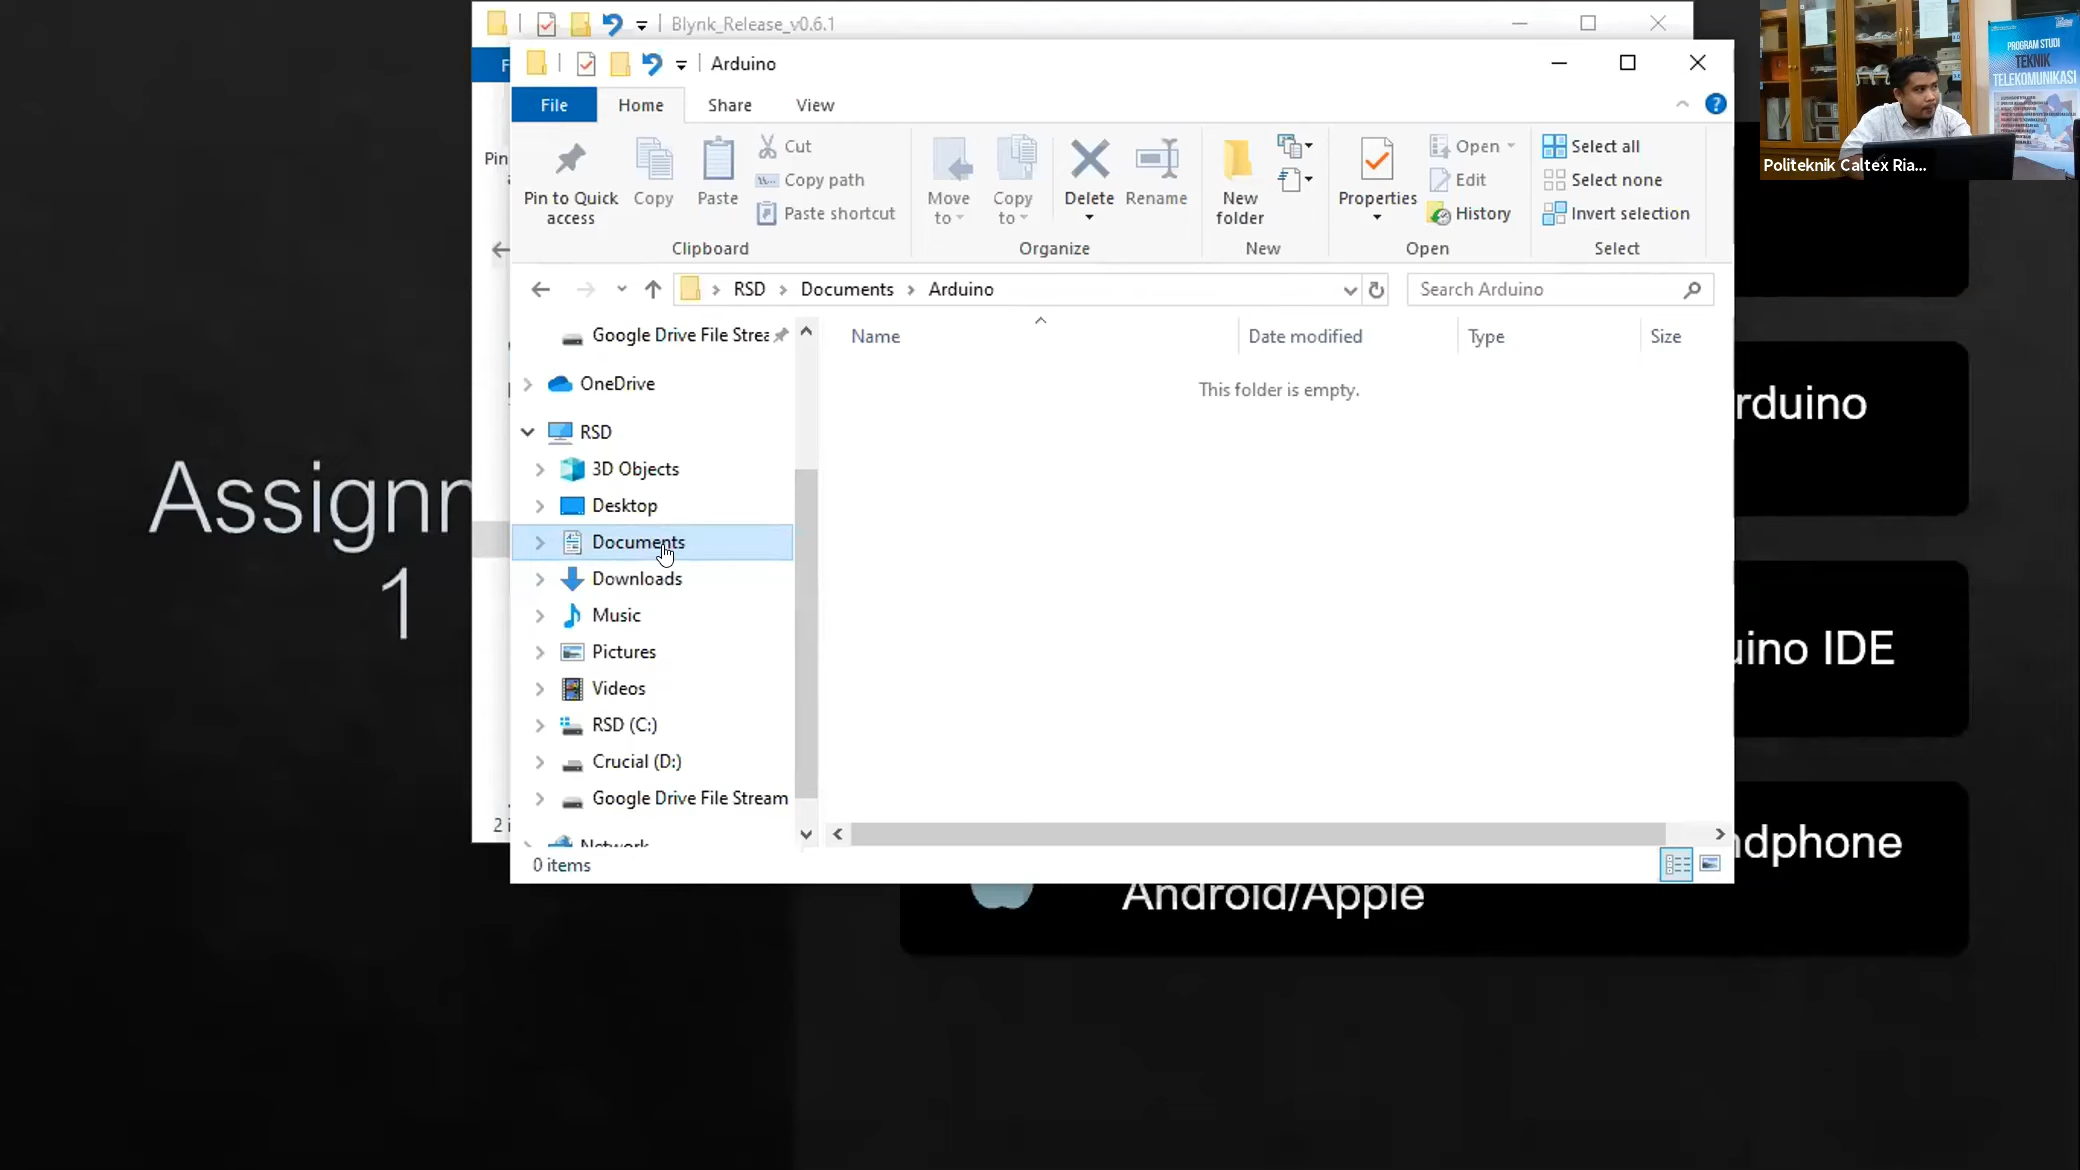 Blynk_Release_v0.6.1
Arduino
File
Home
Share
View
Pin to Quick access
Copy
Paste
Cut
Copy path
Paste shortcut
Clipboard
Move to
Copy to
Delete
Rename
Organize
New folder
New
Properties
Open
Edit
History
Open
Select all
Select none
Invert selection
Select
RSD > Documents > Arduino
Search Arduino
Name
Date modified
Type
Size
This folder is empty.
Google Drive File Strea
OneDrive
RSD
3D Objects
Desktop
Documents
Downloads
Music
Pictures
Videos
RSD (C:)
Crucial (D:)
Google Drive File Stream
Network
0 items
Pin
2 i
Assignm
1
rduino
uino IDE
ndphone
Android/Apple
PROGRAM STUDI
TEKNIK
TELEKOMUNIKASI
Politeknik Caltex Ria...